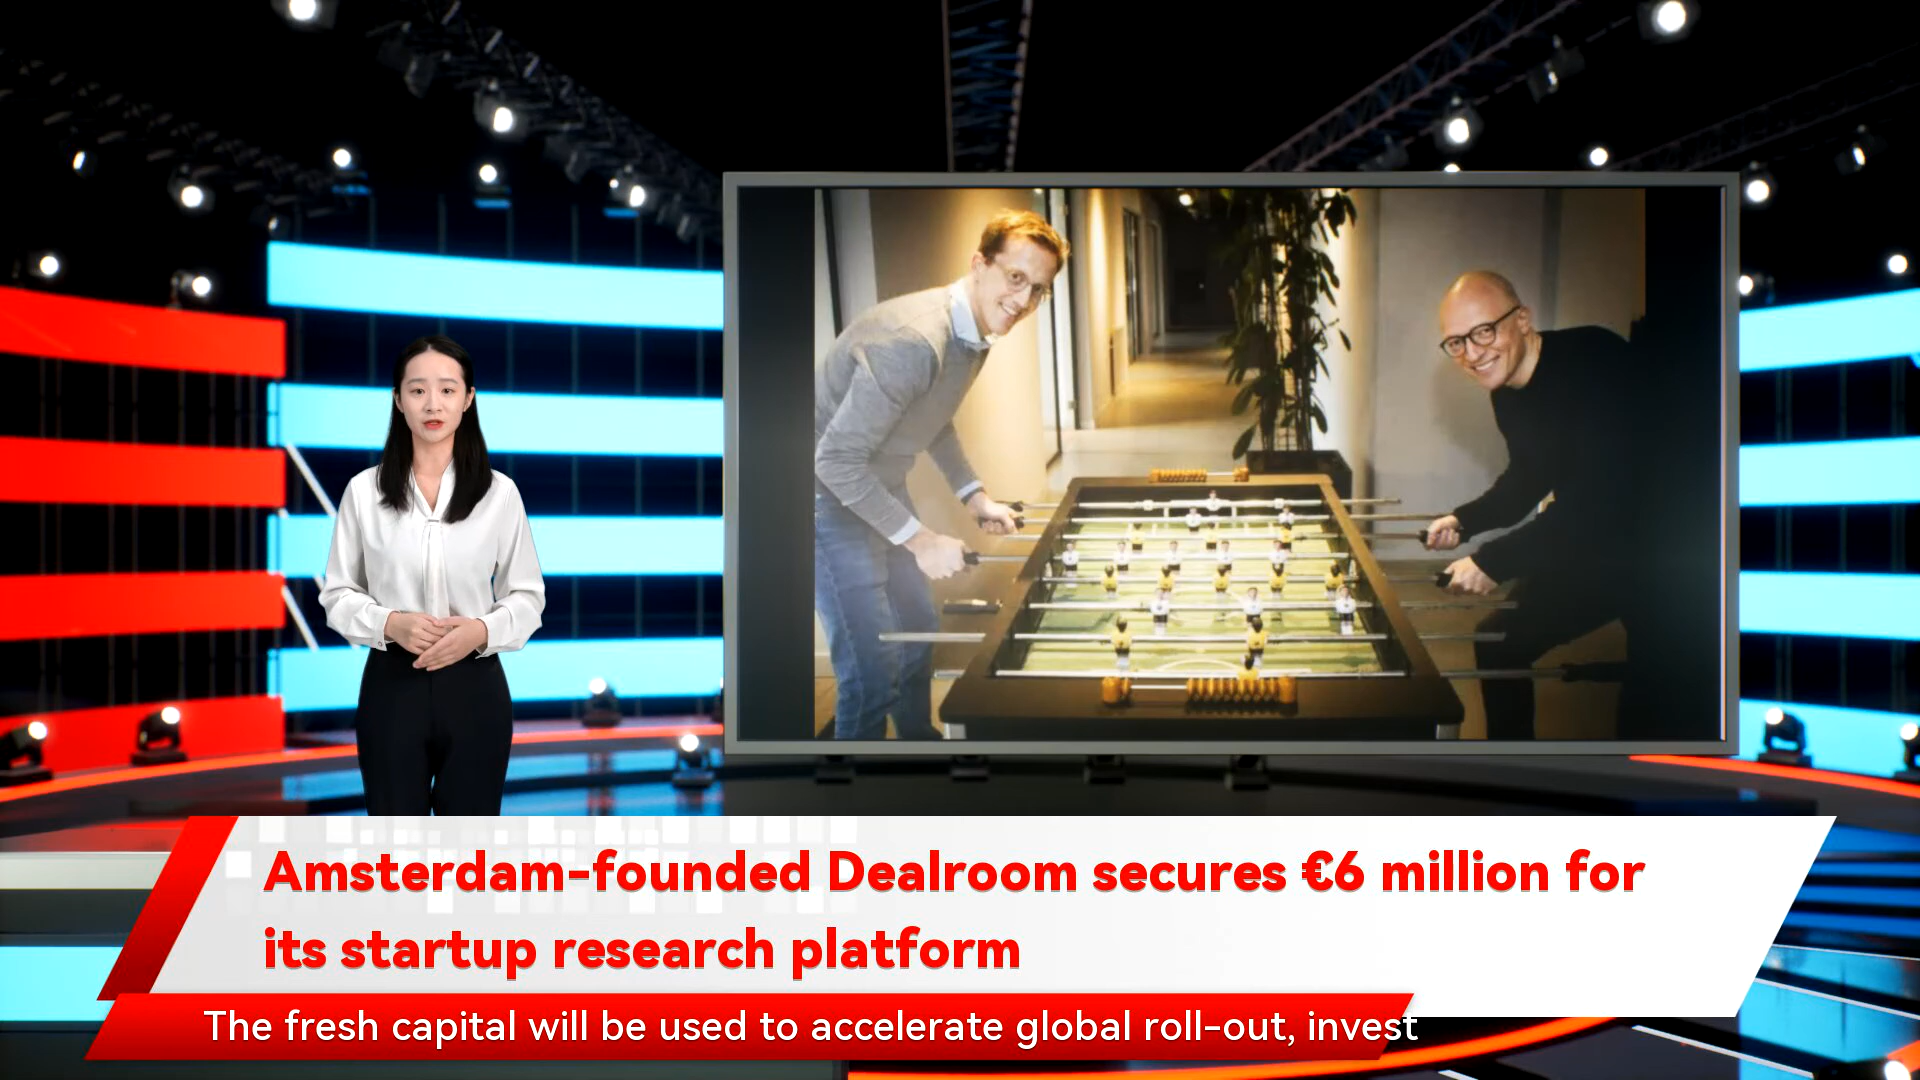 Amsterdam-founded Dealroom secures €6 million for
its startup research platform
The fresh capital will be used to accelerate global roll-out, invest